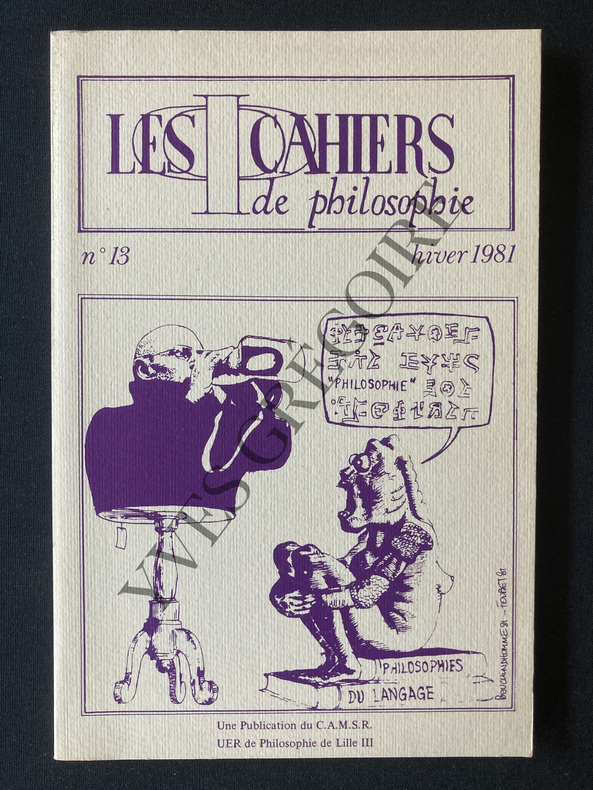 LES CAHIERS
de philosophie
n° 13
hiver 1981
"PHILOSOPHIE"
PHILOSOPHIES
DU LANGAGE
Une Publication du C.A.M.S.R.
UER de Philosophie de Lille III
YVES GREGOIRE